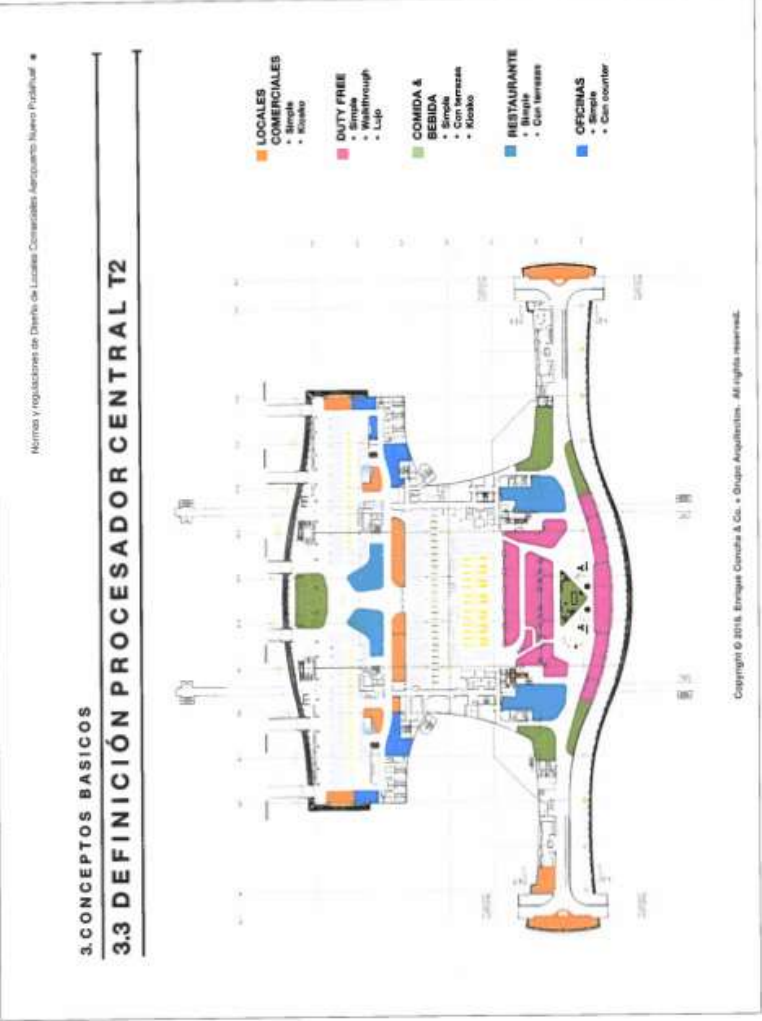 Normas y regulaciones de Diseño de Locales Comerciales Aeropuerto Nuevo Pudahuel
3. CONCEPTOS BASICOS
3.3 DEFINICIÓN PROCESADOR CENTRAL T2
LOCALES
COMERCIALES
• Simple
• Kiosko
DUTY FREE
• Simple
• Walkthrough
• Lujo
COMIDA &
BEBIDA
• Simple
• Con terrazas
• Kiosko
RESTAURANTE
• Simple
• Con terrazas
OFICINAS
• Simple
• Con counter
Copyright © 2016. Enrique Concha & Co. + Grupo Arquitectos. All rights reserved.